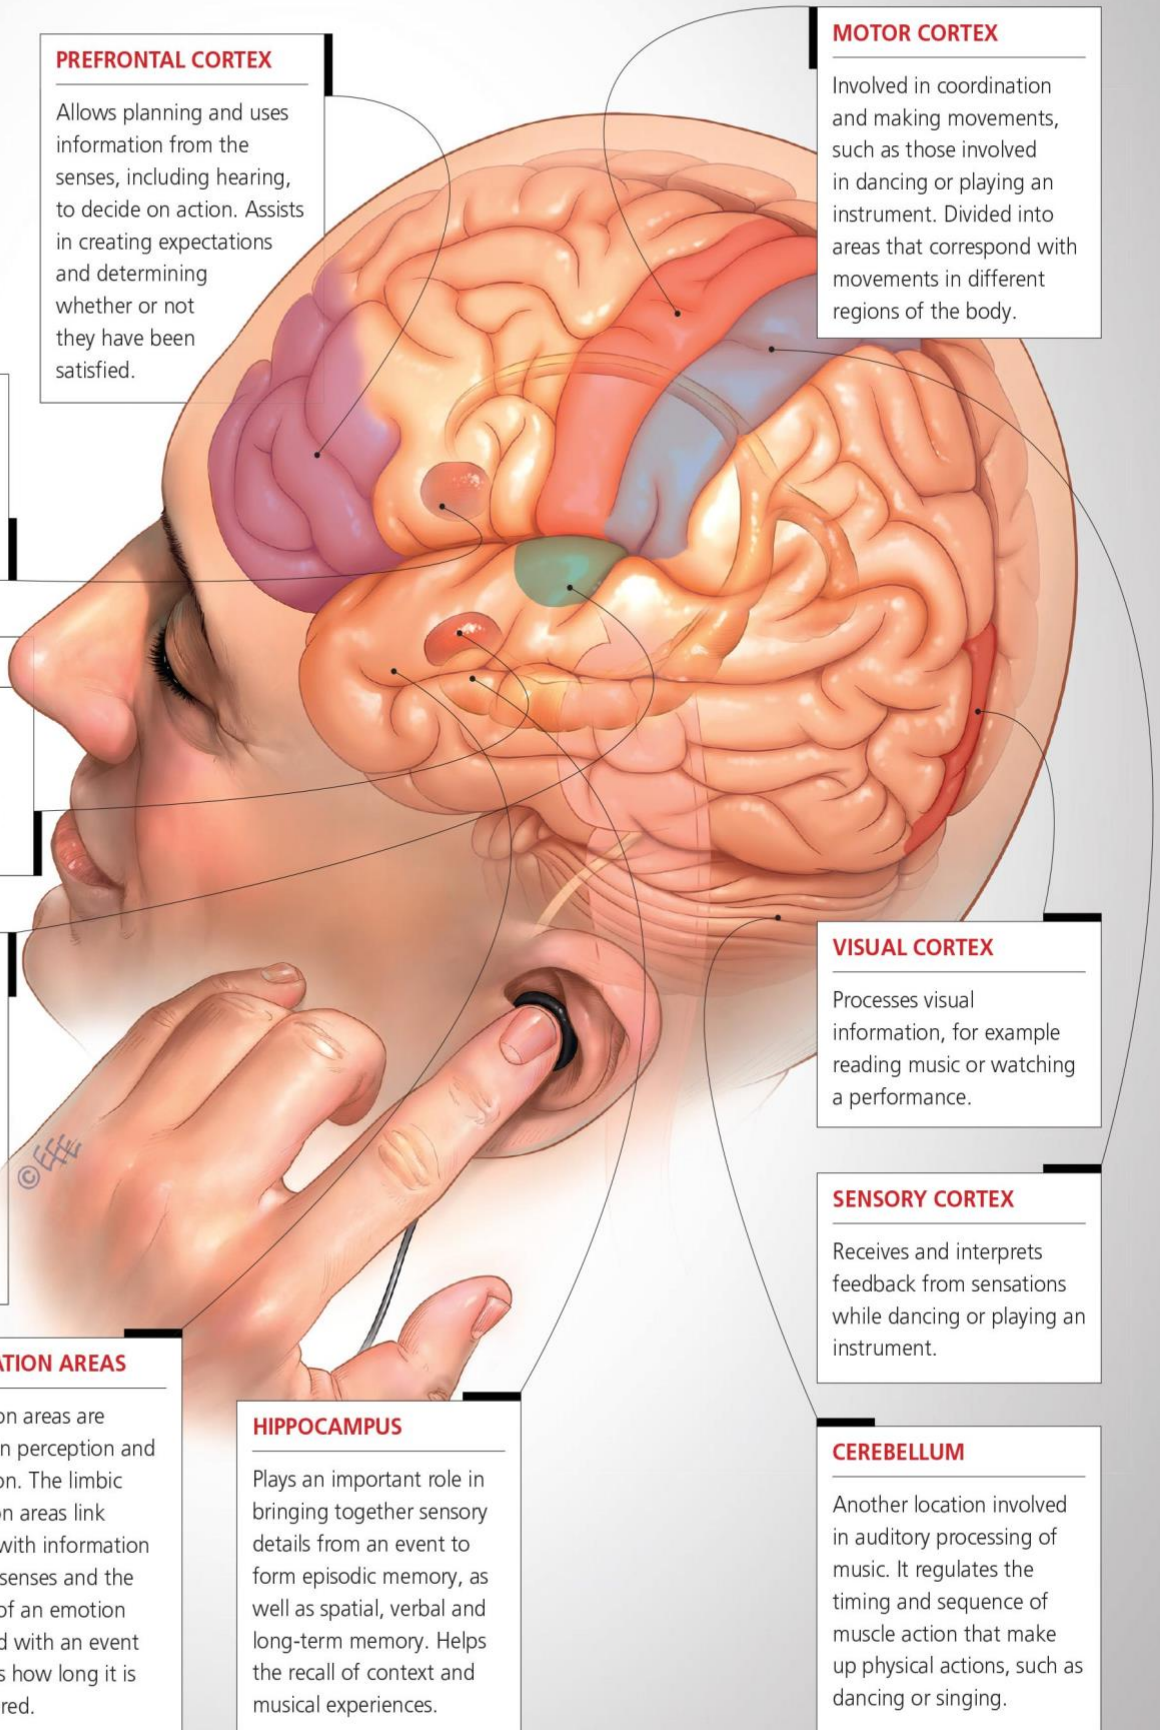 PREFRONTAL CORTEX
Allows planning and uses
information from the
senses, including hearing,
to decide on action. Assists
in creating expectations
and determining
whether or not
they have been
satisfied.
MOTOR CORTEX
Involved in coordination
and making movements,
such as those involved
in dancing or playing an
instrument. Divided into
areas that correspond with
movements in different
regions of the body.
VISUAL CORTEX
Processes visual
information, for example
reading music or watching
a performance.
SENSORY CORTEX
Receives and interprets
feedback from sensations
while dancing or playing an
instrument.
CEREBELLUM
Another location involved
in auditory processing of
music. It regulates the
timing and sequence of
muscle action that make
up physical actions, such as
dancing or singing.
HIPPOCAMPUS
Plays an important role in
bringing together sensory
details from an event to
form episodic memory, as
well as spatial, verbal and
long-term memory. Helps
the recall of context and
musical experiences.
AREAS
areas are
perception and
The limbic
areas link
with information
senses and the
of an emotion
with an event
how long it is
©